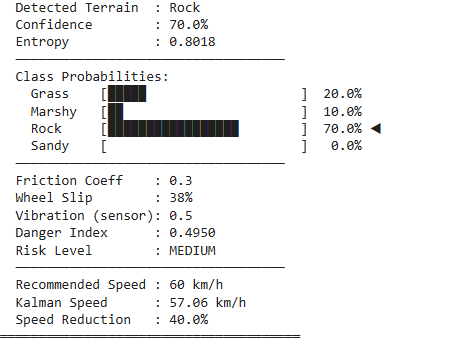 Detected Terrain  : Rock
Confidence        : 70.0%
Entropy           : 0.8018
Class Probabilities:
Grass    [█████                    ]  20.0%
Marshy   [██                       ]  10.0%
Rock     [█████████████████        ]  70.0% ◄
Sandy    [                         ]   0.0%
Friction Coeff    : 0.3
Wheel Slip        : 38%
Vibration (sensor): 0.5
Danger Index      : 0.4950
Risk Level        : MEDIUM
Recommended Speed : 60 km/h
Kalman Speed      : 57.06 km/h
Speed Reduction   : 40.0%